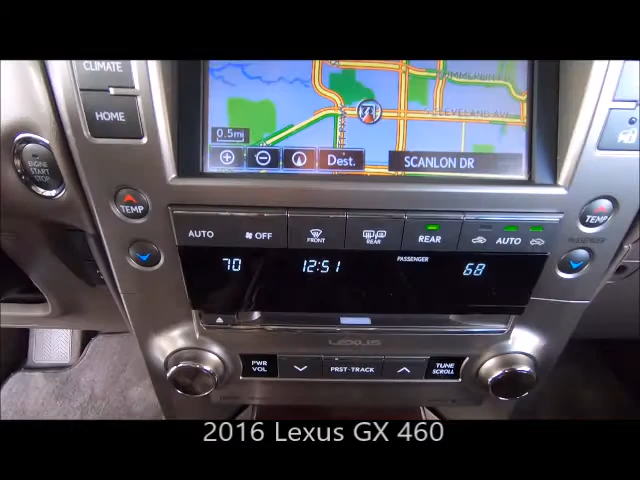 CLIMATE
HOME
ENGINE
START
STOP
0.5mi
Dest.
SCANLON DR
CLEVELAND AVE
TEMP
AUTO
OFF
FRONT
REAR
REAR
AUTO
TEMP
PASSENGER
70
12:51
PASSENGER
68
LEXUS
PWR
VOL
PRST-TRACK
TUNE
SCROLL
2016 Lexus GX 460